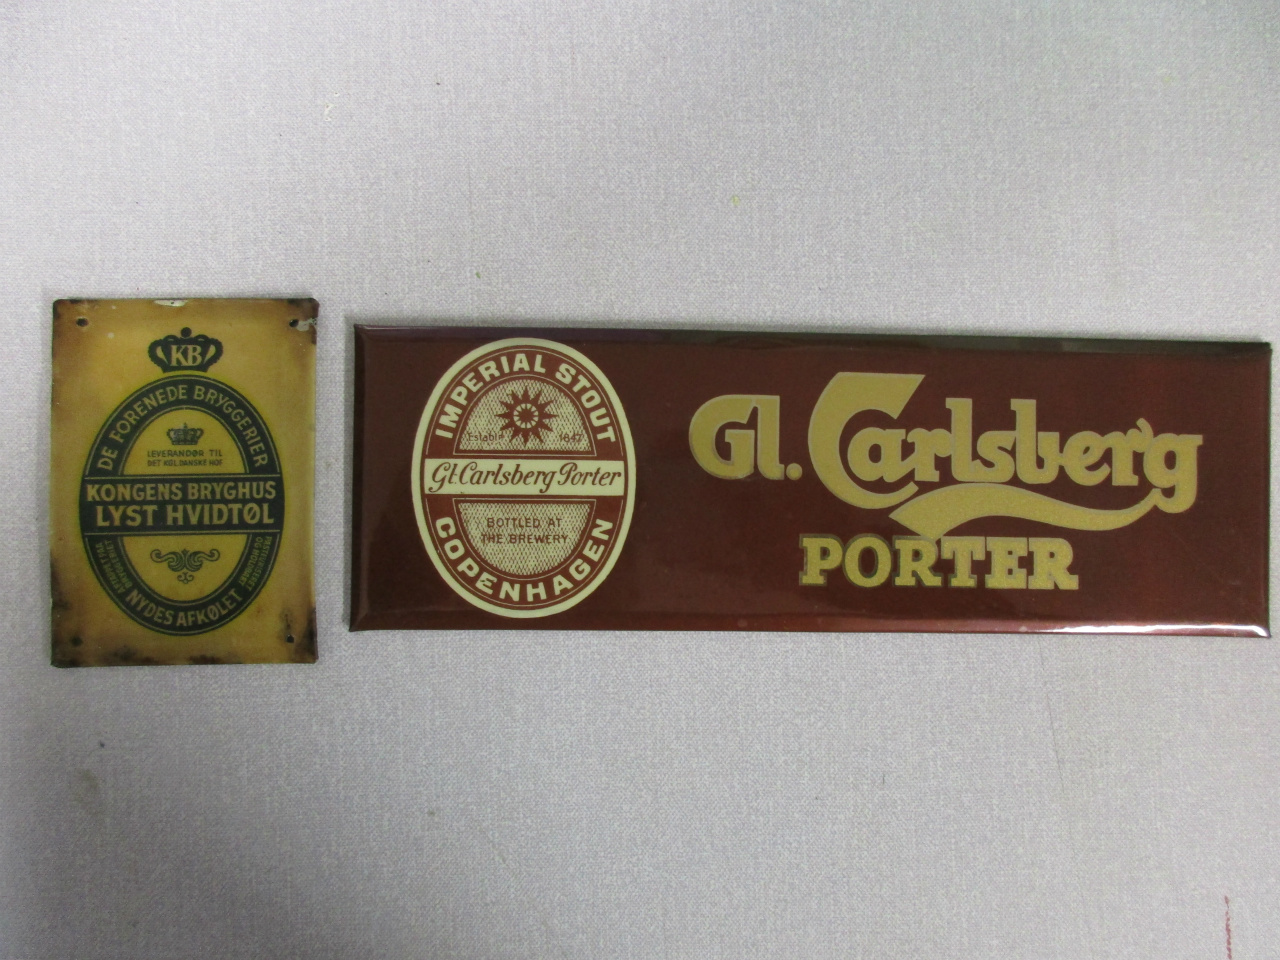 KB
DE FORENEDE BRYGGERIER
LEVERANDØR TIL
DET KGL. DANSKE HOF
KONGENS BRYGHUS
LYST HVIDTØL
NYDES AFKØLET
IMPERIAL STOUT
Establ. 1847
Gl. Carlsberg Porter
BOTTLED AT
THE BREWERY
COPENHAGEN
Gl. Carlsberg
PORTER